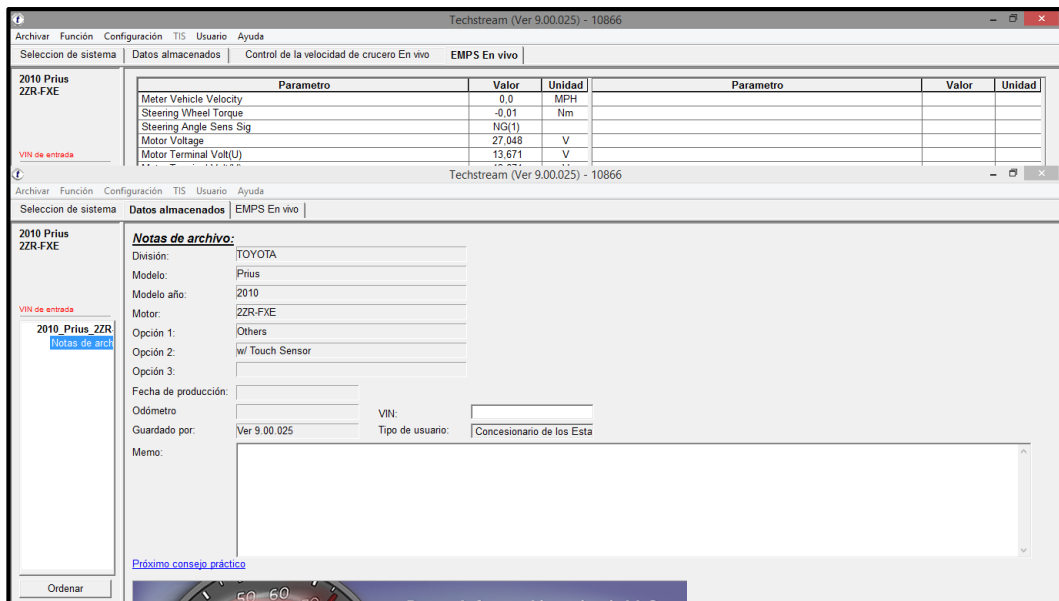 Techstream (Ver 9.00.025) - 10866
Archivar Función Configuración TIS Usuario Ayuda
Seleccion de sistema Datos almacenados Control de la velocidad de crucero En vivo EMPS En vivo
2010 Prius
2ZR-FXE
VIN de entrada
Parametro Valor Unidad Parametro Valor Unidad
Meter Vehicle Velocity 0,0 MPH
Steering Wheel Torque -0,01 Nm
Steering Angle Sens Sig NG(1)
Motor Voltage 27,048 V
Motor Terminal Volt(U) 13,671 V
Techstream (Ver 9.00.025) - 10866
Archivar Función Configuración TIS Usuario Ayuda
Seleccion de sistema Datos almacenados EMPS En vivo
2010 Prius
2ZR-FXE
VIN de entrada
2010_Prius_2ZR-
Notas de arch
Ordenar
Notas de archivo:
División: TOYOTA
Modelo: Prius
Modelo año: 2010
Motor: 2ZR-FXE
Opción 1: Others
Opción 2: w/ Touch Sensor
Opción 3:
Fecha de producción:
Odómetro VIN:
Guardado por: Ver 9.00.025 Tipo de usuario: Concesionario de los Esta
Memo:
Próximo consejo práctico
50 60